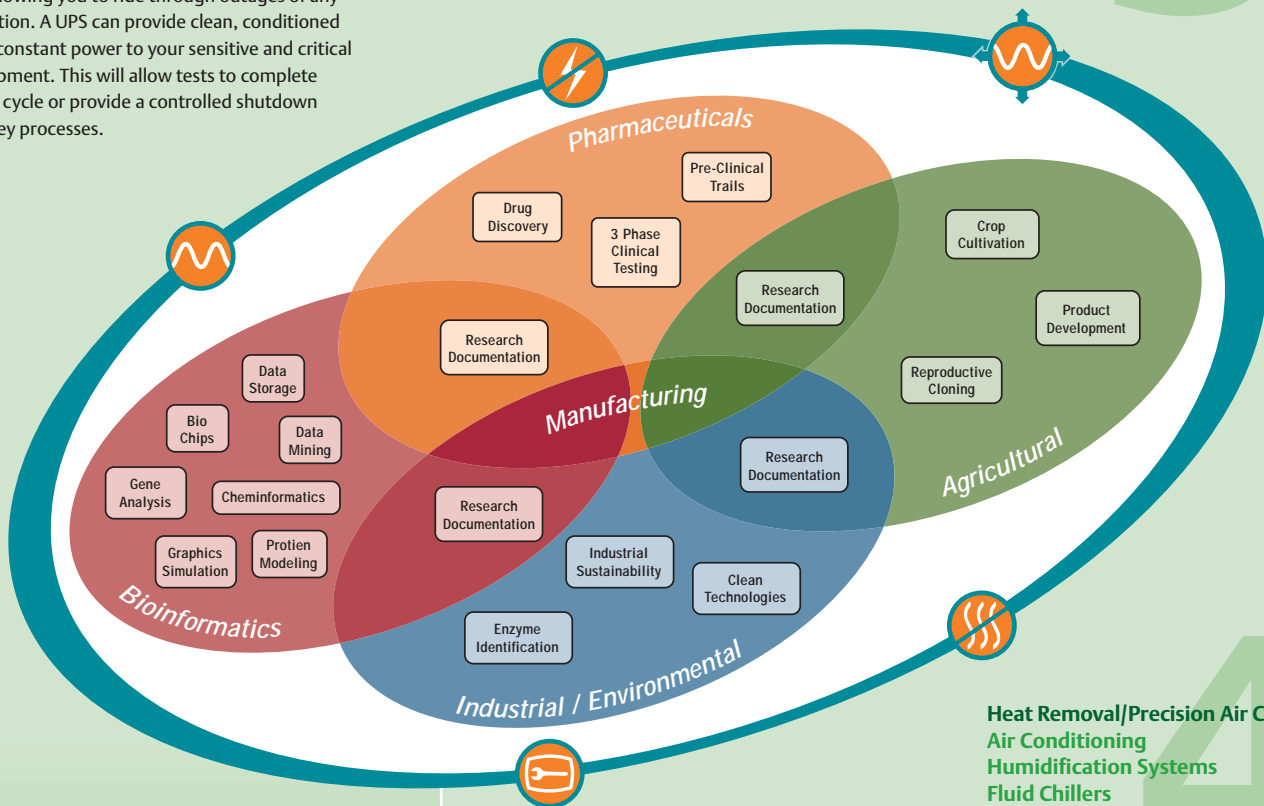 tion. A UPS can provide clean, conditioned
constant power to your sensitive and critical
pment. This will allow tests to complete
cycle or provide a controlled shutdown
ey processes.
Pharmaceuticals
Pre-Clinical
Trails
Drug
Discovery
3 Phase
Clinical
Testing
Crop
Cultivation
Research
Documentation
Product
Development
Research
Documentation
Reproductive
Cloning
Data
Storage
Manufacturing
Bio
Chips
Data
Mining
Research
Documentation
Agricultural
Gene
Analysis
Cheminformatics
Research
Documentation
Graphics
Simulation
Protien
Modeling
Industrial
Sustainability
Clean
Technologies
Bioinformatics
Enzyme
Identification
Industrial / Environmental
4
Heat Removal/Precision Air C
Air Conditioning
Humidification Systems
Fluid Chillers